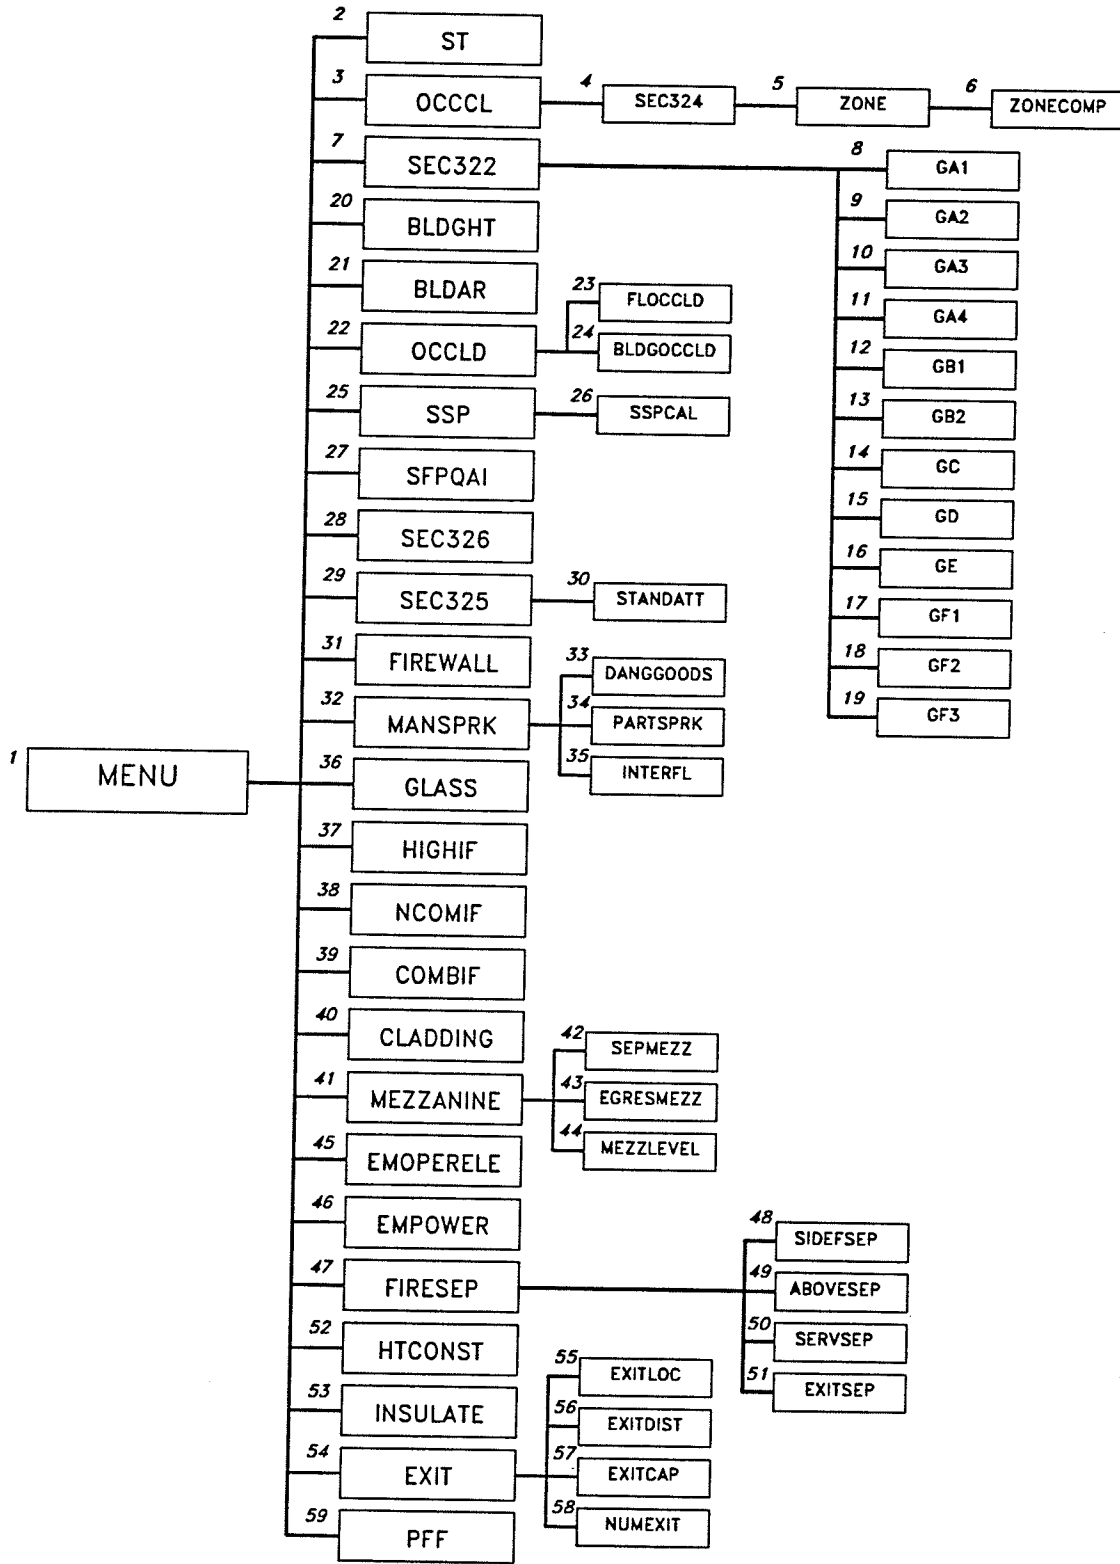 2
ST
3
OCCCL
4
SEC324
5
ZONE
6
ZONECOMP
7
SEC322
8
GA1
9
GA2
10
GA3
11
GA4
12
GB1
13
GB2
14
GC
15
GD
16
GE
17
GF1
18
GF2
19
GF3
20
BLDGHT
21
BLDAR
22
OCCLD
23
FLOCCLD
24
BLDGOCCLD
25
SSP
26
SSPCAL
27
SFPQAI
28
SEC326
29
SEC325
30
STANDATT
31
FIREWALL
32
MANSPRK
33
DANGGOODS
34
PARTSPRK
35
INTERFL
1
MENU
36
GLASS
37
HIGHIF
38
NCOMIF
39
COMBIF
40
CLADDING
41
MEZZANINE
42
SEPMEZZ
43
EGRESMEZZ
44
MEZZLEVEL
45
EMOPERELE
46
EMPOWER
47
FIRESEP
48
SIDEFSEP
49
ABOVESEP
50
SERVSEP
51
EXITSEP
52
HTCONST
53
INSULATE
54
EXIT
55
EXITLOC
56
EXITDIST
57
EXITCAP
58
NUMEXIT
59
PFF